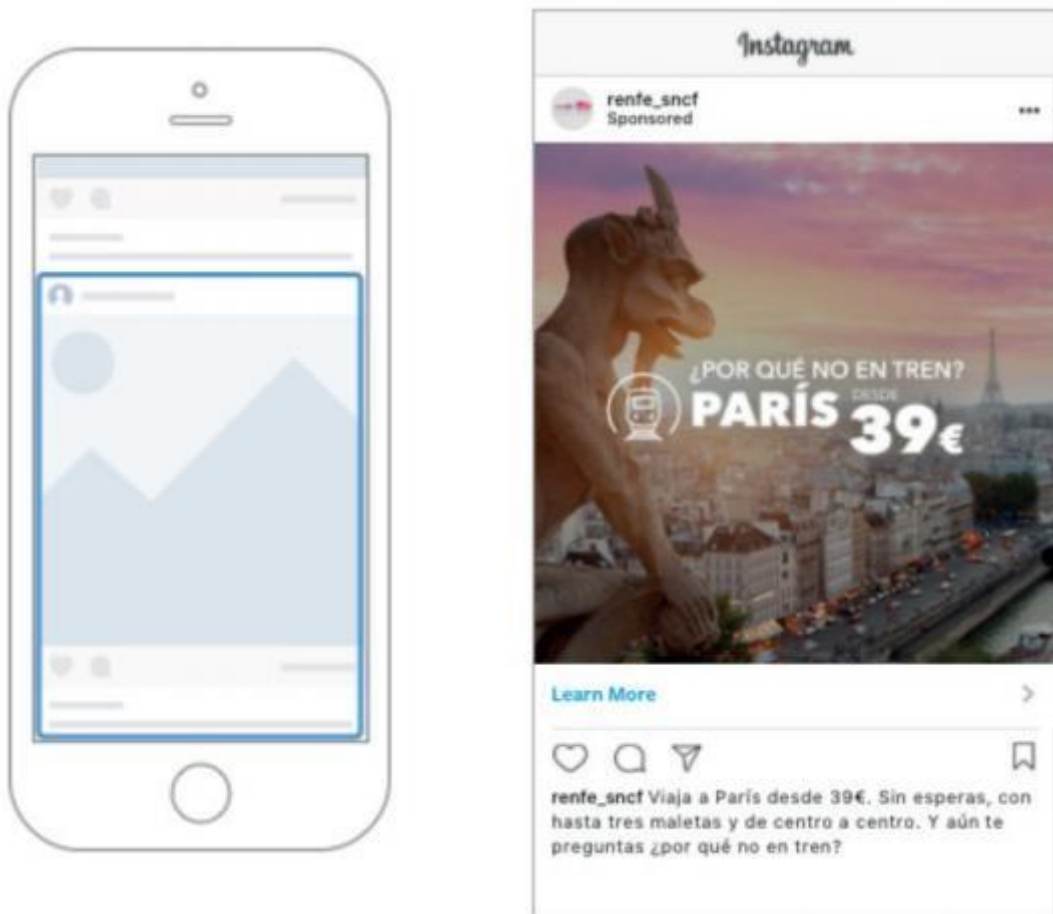 Instagram
renfe_sncf
Sponsored
...
¿POR QUÉ NO EN TREN?
PARÍS DESDE 39€
Learn More
renfe_sncf Viaja a París desde 39€. Sin esperas, con
hasta tres maletas y de centro a centro. Y aún te
preguntas ¿por qué no en tren?